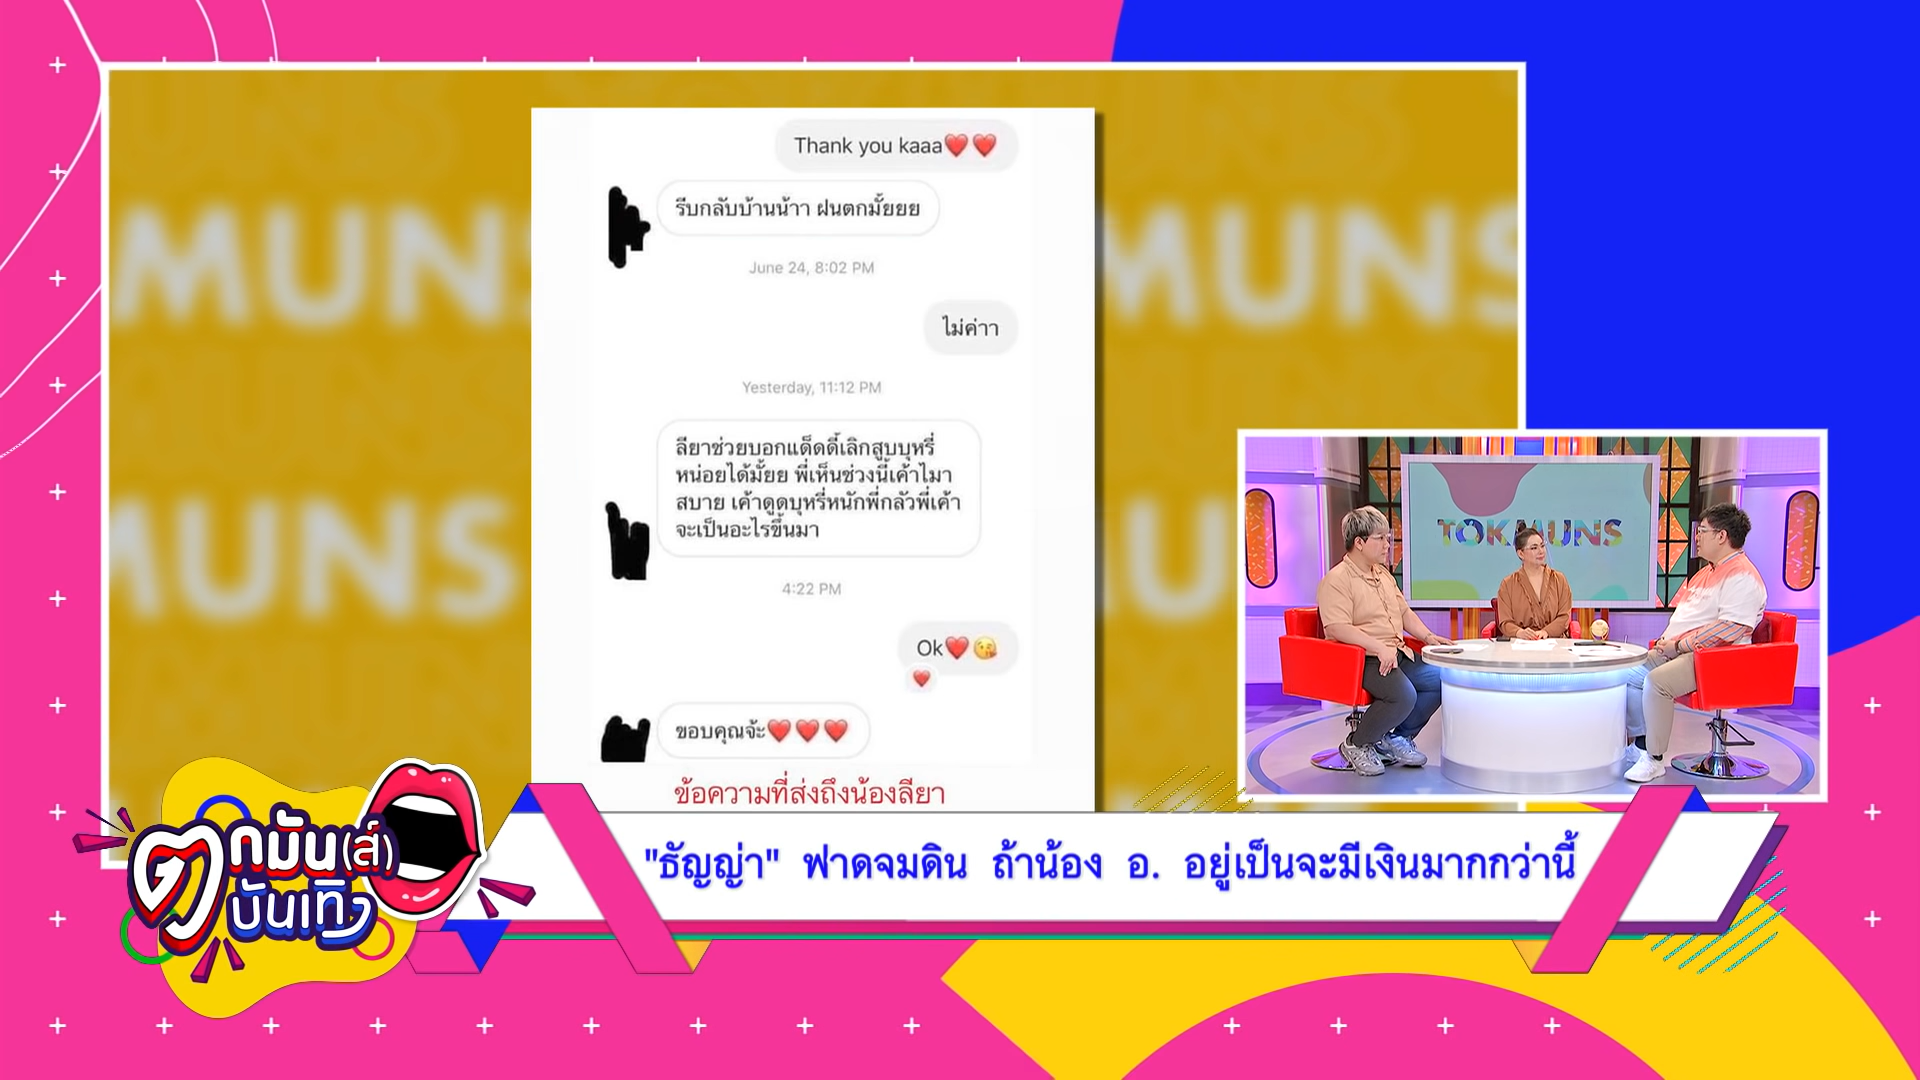 Thank you kaaa❤️❤️
รีบกลับบ้านน้าา ฝนตกมั้ยยย
June 24, 8:02 PM
ไม่ค่าา
Yesterday, 11:12 PM
ลียาช่วยบอกแด็ดดี้เลิกสูบบุหรี่
หน่อยได้มั้ยย พี่เห็นช่วงนี้เค้าไมา
สบาย เค้าดูดบุหรี่หนักพี่กลัวพี่เค้า
จะเป็นอะไรขึ้นมา
4:22 PM
Ok❤️😘
❤️
ขอบคุณจ้ะ❤️❤️❤️
ข้อความที่ส่งถึงน้องลียา
MUNS
MUNS
MUNS
TOKMUNS
ตกมัน(ส์)
บันเทิง
"ธัญญ่า" ฟาดจมดิน ถ้าน้อง อ. อยู่เป็นจะมีเงินมากกว่านี้